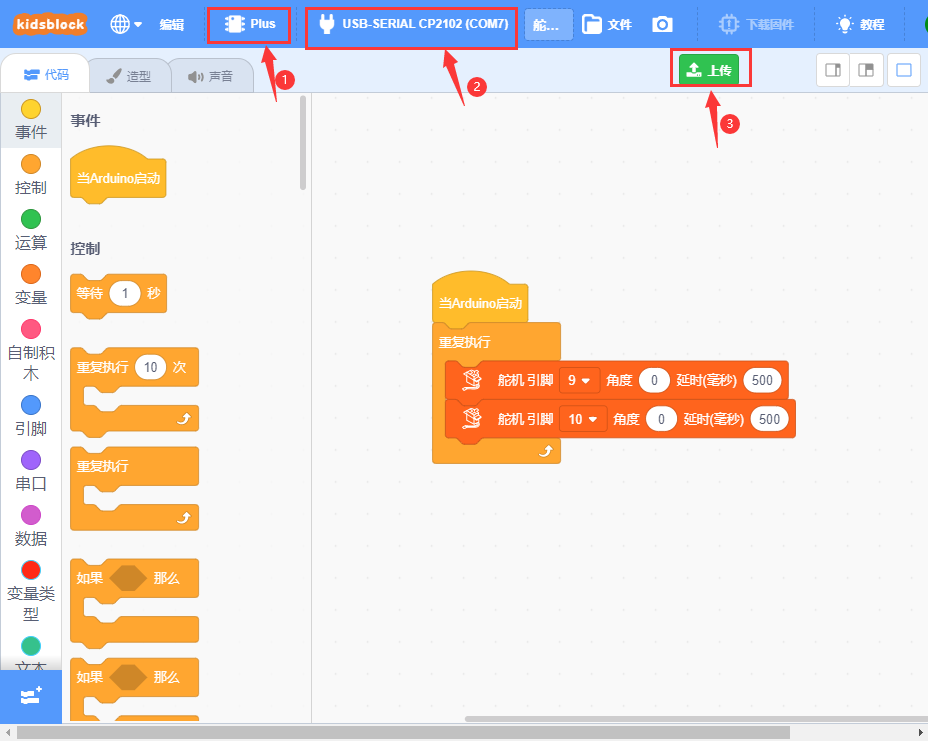 kidsblock 编辑 Plus USB-SERIAL CP2102 (COM7) 舵... 文件 下载固件 教程
代码 造型 声音 上传
1 2 3
事件
控制
运算
变量
自制积
木
引脚
串口
数据
变量类
型
文本
事件
当Arduino启动
控制
等待 1 秒
重复执行 10 次
重复执行
如果 那么
如果 那么
当Arduino启动
重复执行
舵机 引脚 9 角度 0 延时(毫秒) 500
舵机 引脚 10 角度 0 延时(毫秒) 500